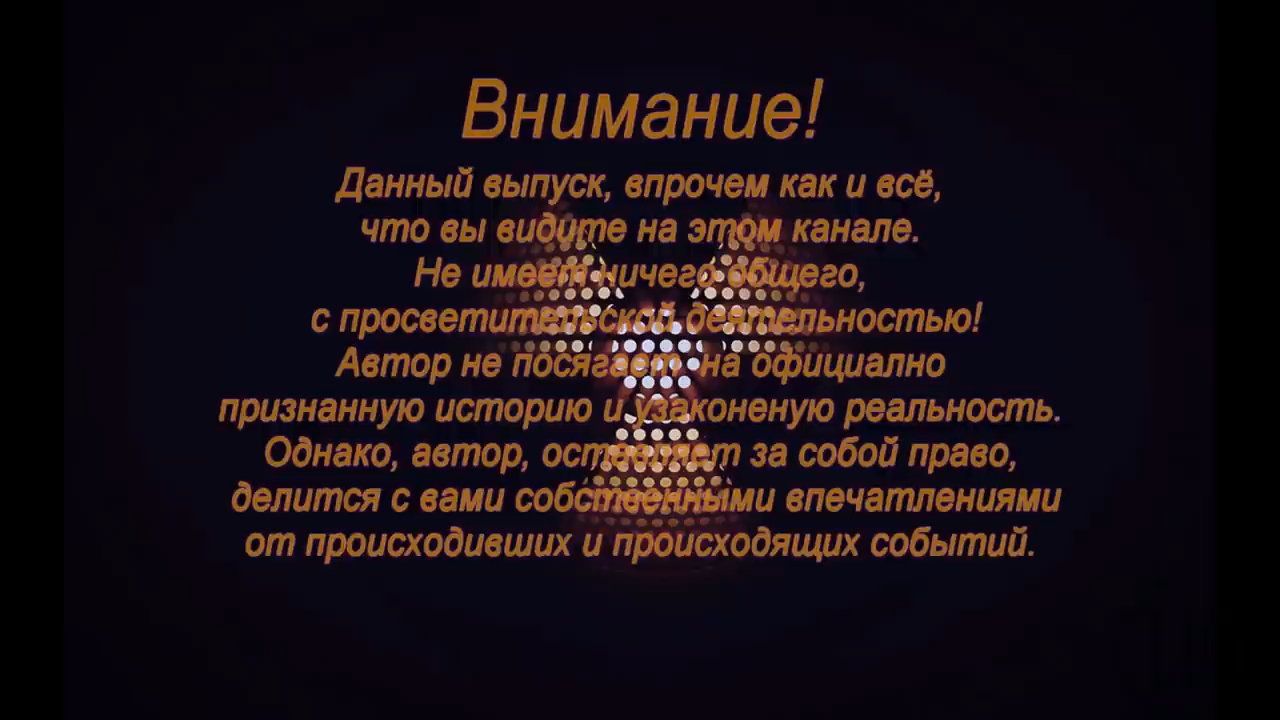 Внимание!
Данный выпуск, впрочем как и всё,
что вы видите на этом канале.
Не имеет ничего общего,
с просветительской деятельностью!
Автор не посягает на официално
признанную историю и узаконеную реальность.
Однако, автор, оставляет за собой право,
делится с вами собственными впечатлениями
от происходивших и происходящих событий.